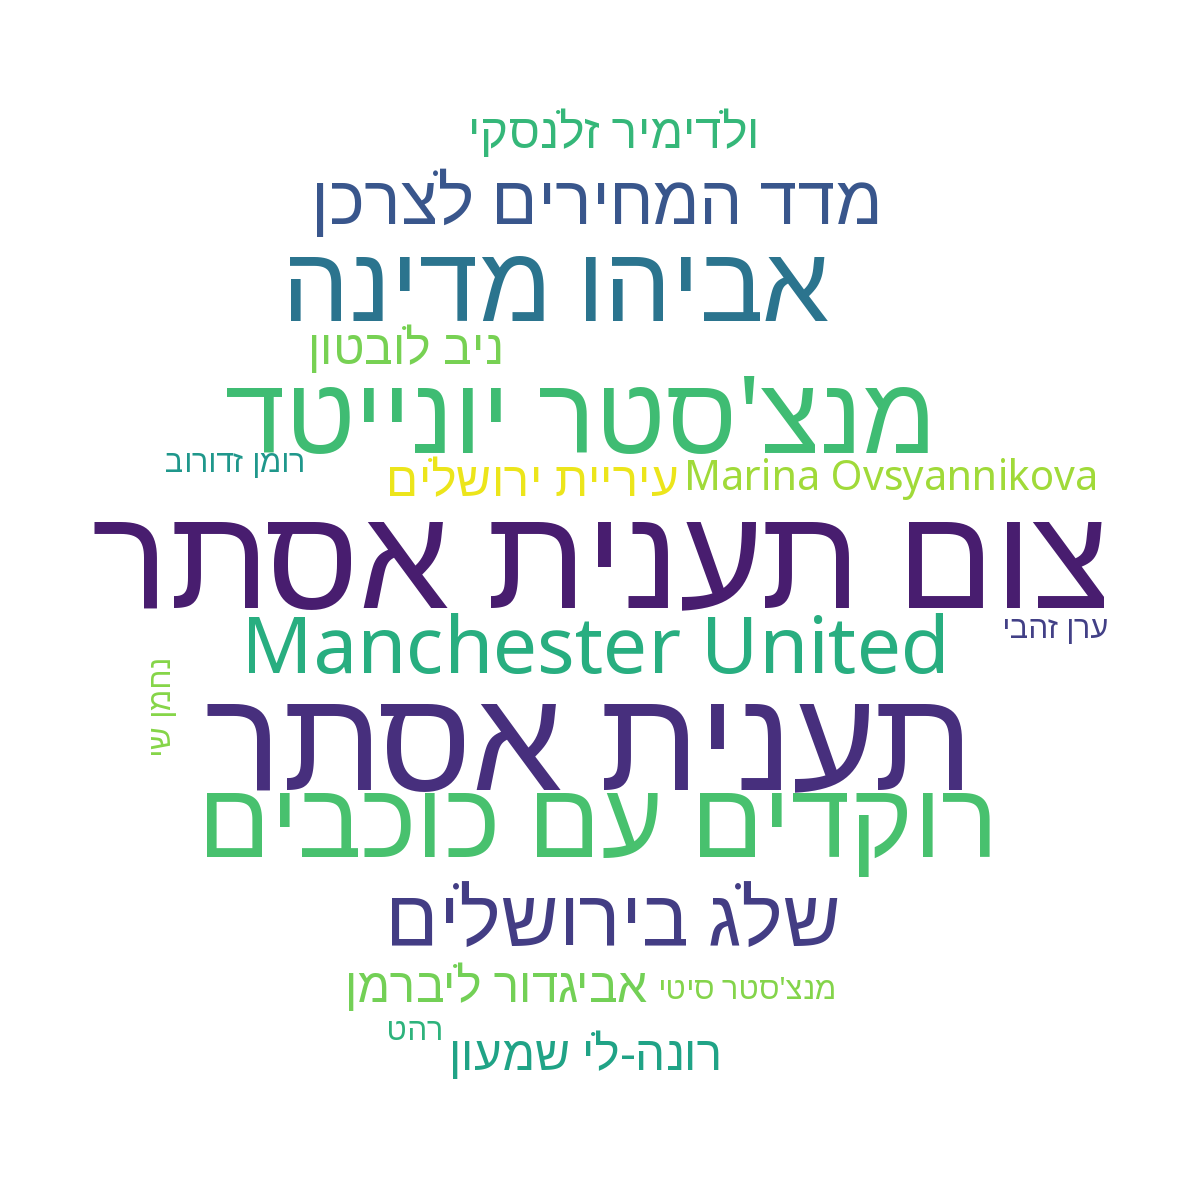 ולדימיר זלנסקי
מדד המחירים לצרכן
אביהו מדינה
ניב לובטון
מנצ'סטר יונייטד
רומן זדורוב
עיריית ירושלים
Marina Ovsyannikova
צום תענית אסתר
Manchester United
ערן זהבי
נחמן שי
תענית אסתר
רוקדים עם כוכבים
שלג בירושלים
אביגדור ליברמן
מנצ'סטר סיטי
רהט
רונה-לי שמעון